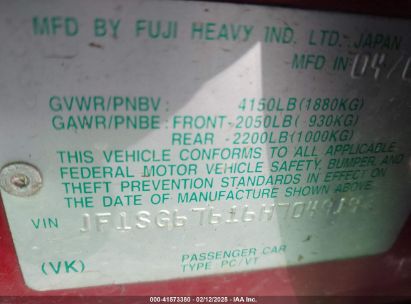 MFD BY FUJI HEAVY IND. LTD. JAPAN
MFD IN 04/
GVWR/PNBV: 4150LB(1880KG)
GAWR/PNBE: FRONT-2050LB( 930KG)
REAR -2200LB(1000KG)
THIS VEHICLE CONFORMS TO ALL APPLICABLE
FEDERAL MOTOR VEHICLE SAFETY, BUMPER, AND
THEFT PREVENTION STANDARDS IN EFFECT ON
THE DATE OF MANUFACTURE SHOWN ABOVE.
VIN
PASSENGER CAR
(VK) TYPE PC/VT
000-41573380 - 02/12/2025 - IAAI